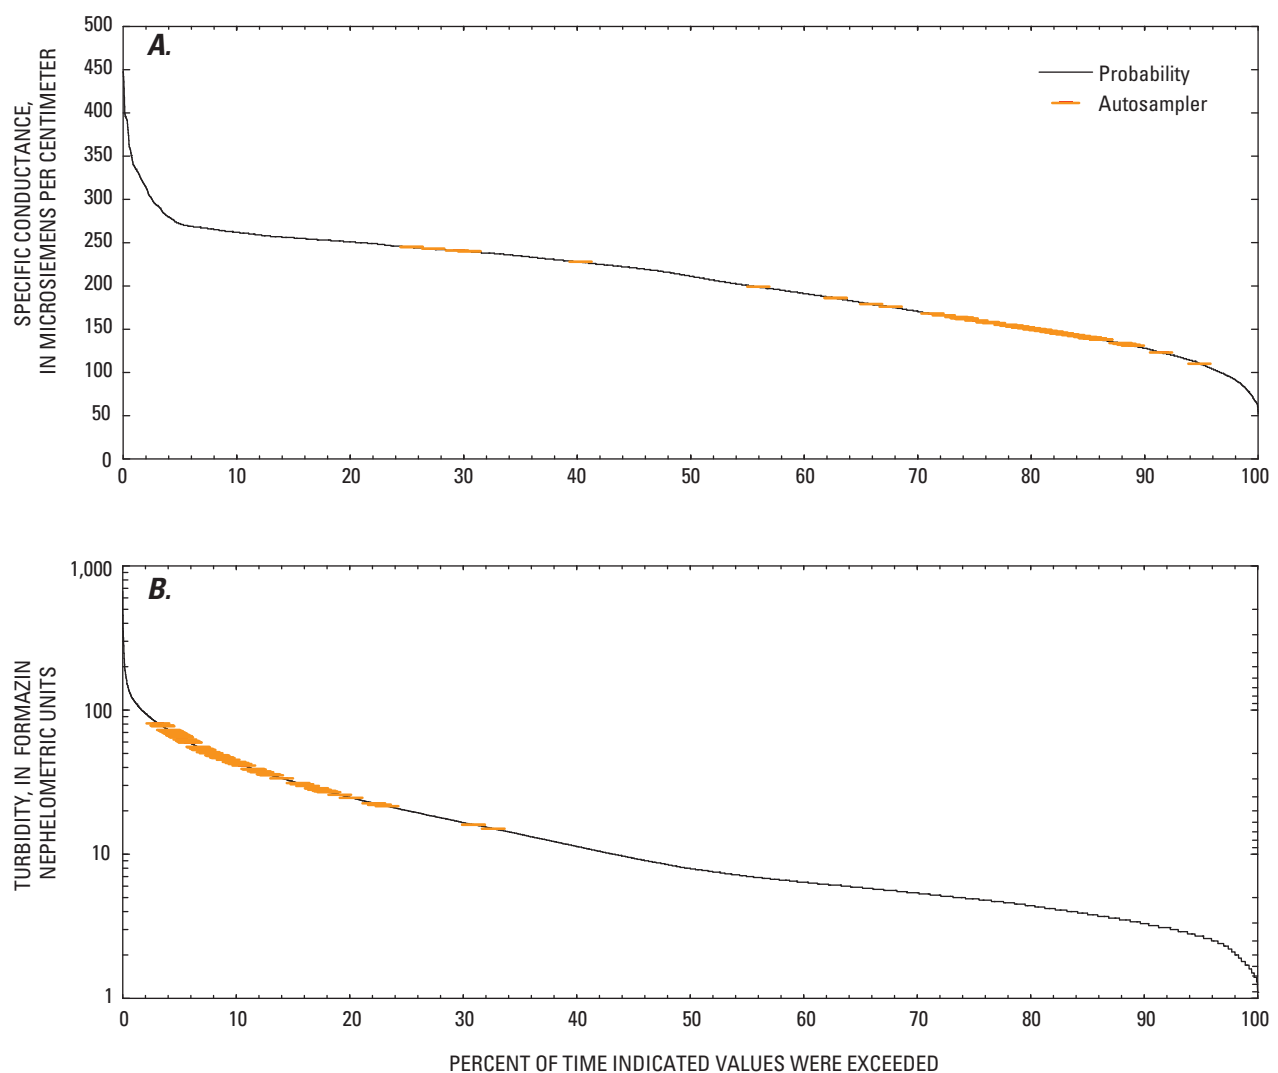 A.
Probability
Autosampler
SPECIFIC CONDUCTANCE,
IN MICROSIEMENS PER CENTIMETER
500
450
400
350
300
250
200
150
100
50
0
0 10 20 30 40 50 60 70 80 90 100
B.
TURBIDITY, IN FORMAZIN
NEPHELOMETRIC UNITS
1,000
100
10
1
0 10 20 30 40 50 60 70 80 90 100
PERCENT OF TIME INDICATED VALUES WERE EXCEEDED